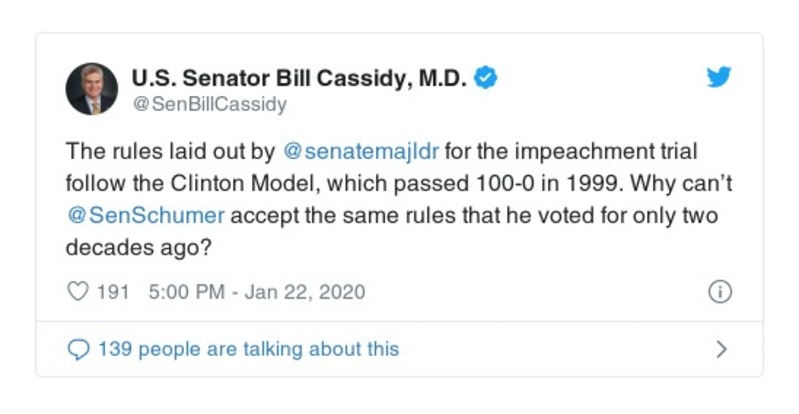 U.S. Senator Bill Cassidy, M.D.
@SenBillCassidy
The rules laid out by @senatemajldr for the impeachment trial
follow the Clinton Model, which passed 100-0 in 1999. Why can’t
@SenSchumer accept the same rules that he voted for only two
decades ago?
191 5:00 PM - Jan 22, 2020
139 people are talking about this